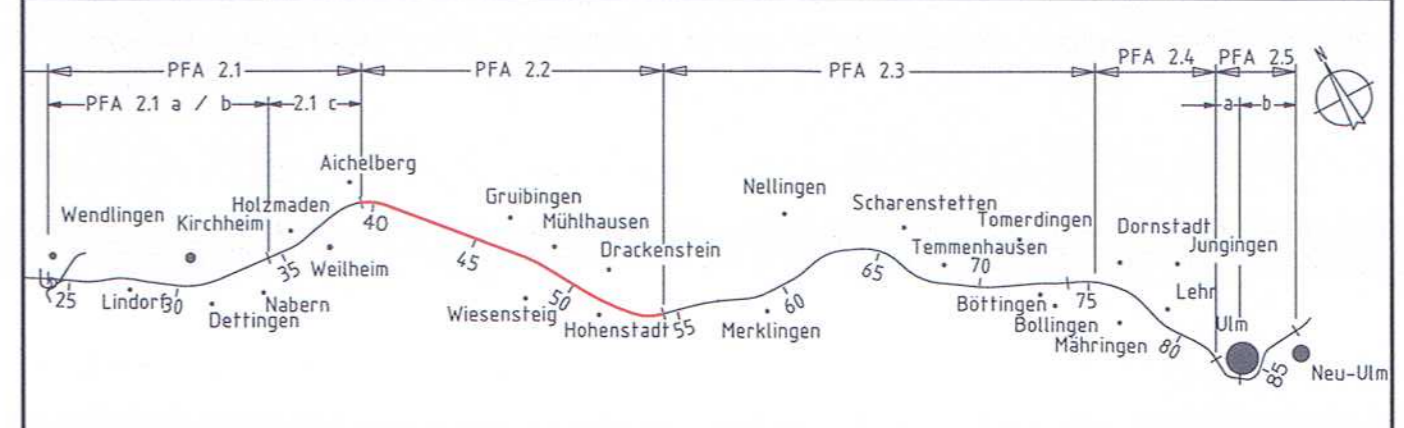 PFA 2.1
PFA 2.2
PFA 2.3
PFA 2.4
PFA 2.5
N
PFA 2.1 a / b
2.1 c
a
b
Aichelberg
Wendlingen
Kirchheim
Holzmaden
40
Gruibingen
Mühlhausen
Drackenstein
Nellingen
Scharenstetten
Tomerdingen
Temmenhausen
Dornstadt
Jungingen
25
Lindorf
30
Dettingen
Nabern
35
Weilheim
45
Wiesensteig
50
Hohenstadt
55
Merklingen
60
65
70
Böttingen
75
Bollingen
Mähringen
Lehr
80
Ulm
85
Neu-Ulm